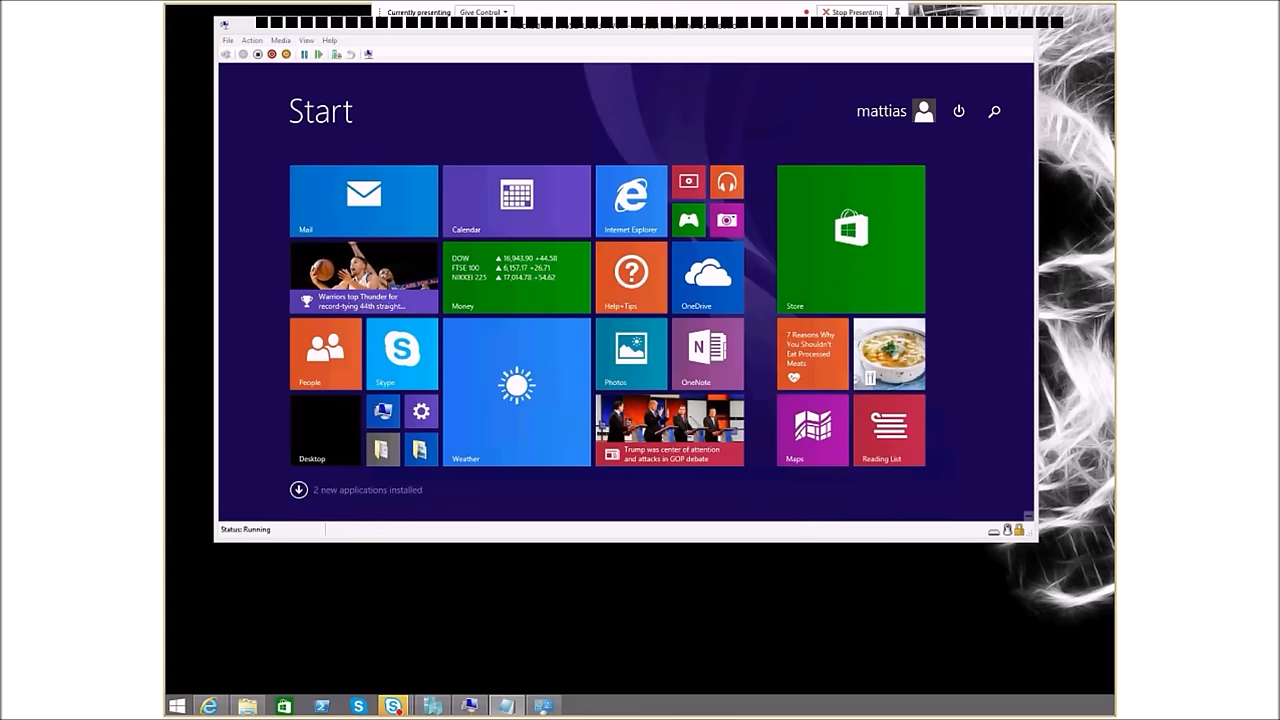 Currently presenting Give Control Stop Presenting
File Action Media View Help
Start
mattias
Mail
Calendar
Internet Explorer
Warriors top Thunder for
record-tying 44th straight...
DOW ▲ 16,943.90 +44.58
FTSE 100 ▲ 6,157.17 +26.71
NIKKEI 225 ▲ 17,014.78 +54.62
Money
Help+Tips
OneDrive
Store
People
Skype
Weather
Photos
OneNote
7 Reasons Why
You Shouldn't
Eat Processed
Meats
Desktop
Trump was center of attention
and attacks in GOP debate
Maps
Reading List
2 new applications installed
Status: Running